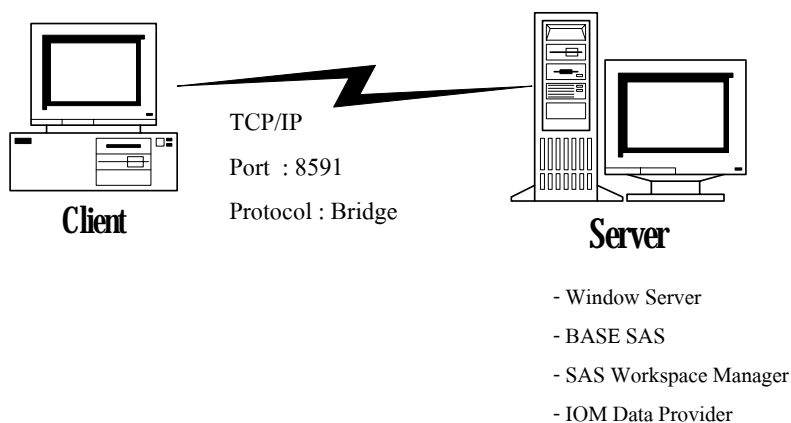 TCP/IP
Port : 8591
Protocol : Bridge
Client
Server
- Window Server
- BASE SAS
- SAS Workspace Manager
- IOM Data Provider